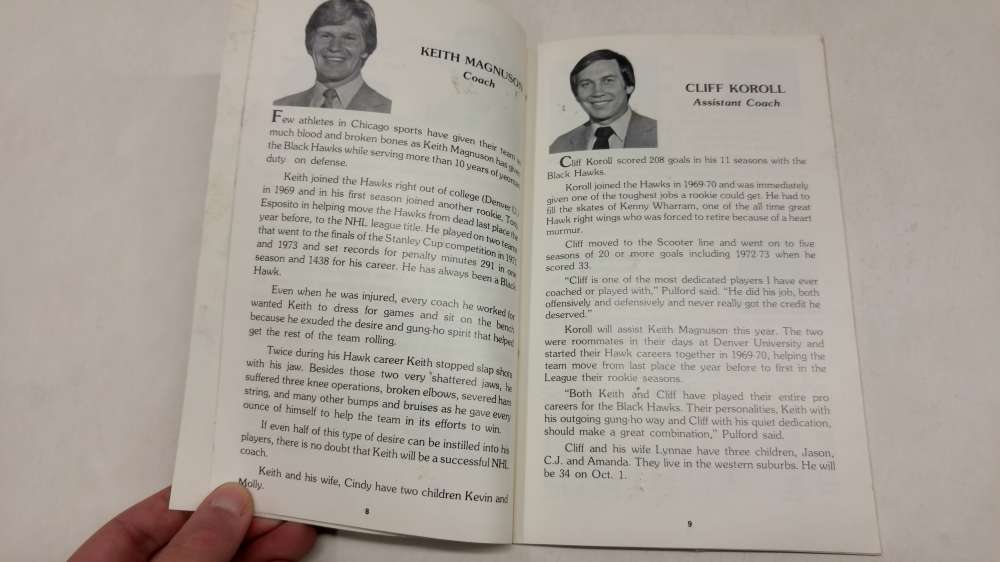 KEITH MAGNUSON
Coach
Few athletes in Chicago sports have given their team as
much blood and broken bones as Keith Magnuson has given
the Black Hawks while serving more than 10 years of yeoman
duty on defense.
Keith joined the Hawks right out of college (Denver U.)
in 1969 and in his first season joined another rookie, Tony
Esposito in helping move the Hawks from dead last place the
year before, to the NHL league title. He played on two teams
that went to the finals of the Stanley Cup competition in 1971
and 1973 and set records for penalty minutes 291 in one
season and 1438 for his career. He has always been a Black
Hawk.
Even when he was injured, every coach he worked for
wanted Keith to dress for games and sit on the bench
because he exuded the desire and gung-ho spirit that helped
get the rest of the team rolling.
Twice during his Hawk career Keith stopped slap shots
with his jaw. Besides those two very shattered jaws, he
suffered three knee operations, broken elbows, severed ham
string, and many other bumps and bruises as he gave every
ounce of himself to help the team in its efforts to win.
If even half of this type of desire can be instilled into his
players, there is no doubt that Keith will be a successful NHL
coach.
Keith and his wife, Cindy have two children Kevin and
Molly.
8
CLIFF KOROLL
Assistant Coach
Cliff Koroll scored 208 goals in his 11 seasons with the
Black Hawks.
Koroll joined the Hawks in 1969-70 and was immediately
given one of the toughest jobs a rookie could get. He had to
fill the skates of Kenny Wharram, one of the all time great
Hawk right wings who was forced to retire because of a heart
murmur.
Cliff moved to the Scooter line and went on to five
seasons of 20 or more goals including 1972-73 when he
scored 33.
"Cliff is one of the most dedicated players I have ever
coached or played with," Pulford said. "He did his job, both
offensively and defensively and never really got the credit he
deserved."
Koroll will assist Keith Magnuson this year. The two
were roommates in their days at Denver University and
started their Hawk careers together in 1969-70, helping the
team move from last place the year before to first in the
League their rookie seasons.
"Both Keith and Cliff have played their entire pro
careers for the Black Hawks. Their personalities, Keith with
his outgoing gung-ho way and Cliff with his quiet dedication,
should make a great combination," Pulford said.
Cliff and his wife Lynnae have three children, Jason,
C.J. and Amanda. They live in the western suburbs. He will
be 34 on Oct. 1.
9